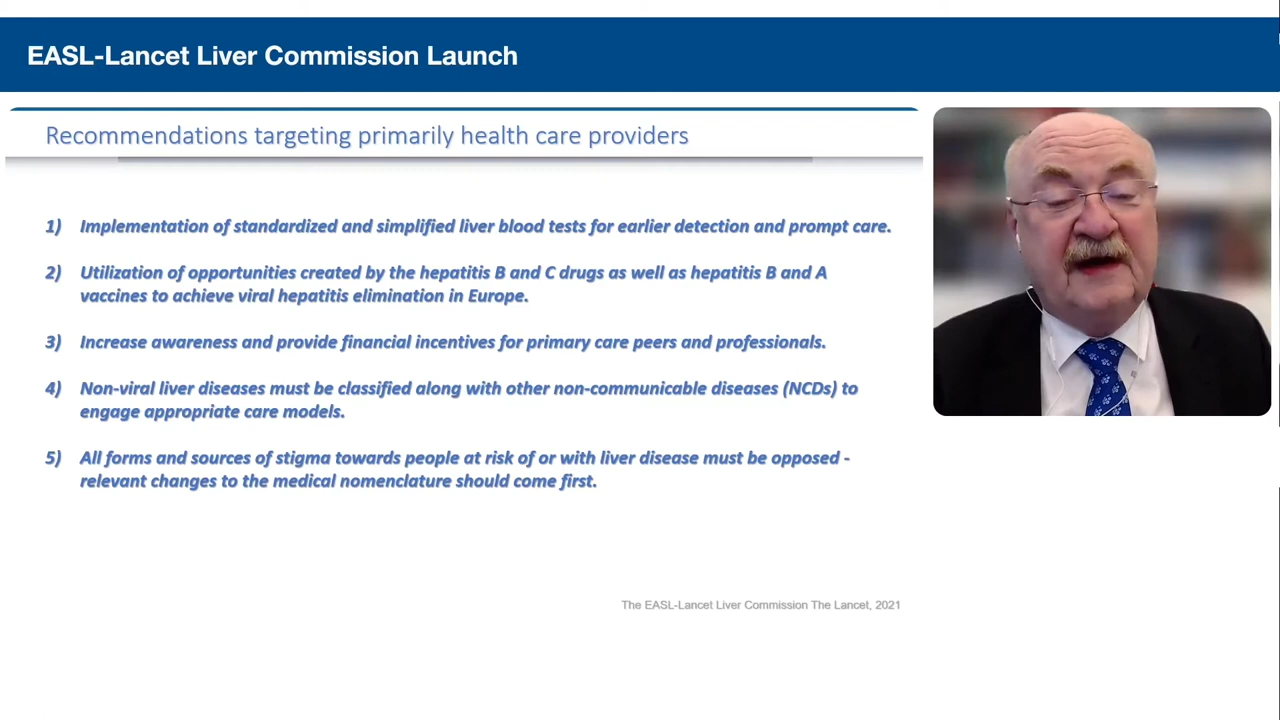 EASL-Lancet Liver Commission Launch
Recommendations targeting primarily health care providers
1) Implementation of standardized and simplified liver blood tests for earlier detection and prompt care.
2) Utilization of opportunities created by the hepatitis B and C drugs as well as hepatitis B and A
vaccines to achieve viral hepatitis elimination in Europe.
3) Increase awareness and provide financial incentives for primary care peers and professionals.
4) Non-viral liver diseases must be classified along with other non-communicable diseases (NCDs) to
engage appropriate care models.
5) All forms and sources of stigma towards people at risk of or with liver disease must be opposed -
relevant changes to the medical nomenclature should come first.
The EASL-Lancet Liver Commission The Lancet, 2021